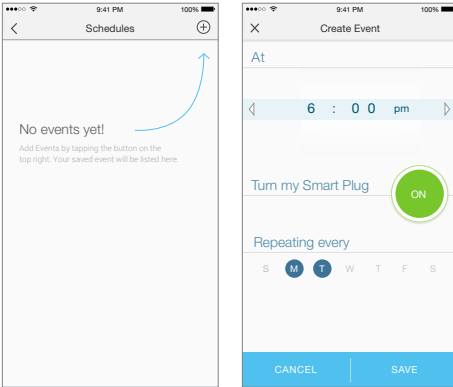 9:41 PM 100%
Schedules
No events yet!
Add Events by tapping the button on the
top right. Your saved event will be listed here.
9:41 PM 100%
Create Event
At
6 : 0 0 pm
Turn my Smart Plug
ON
Repeating every
S M T W T F S
CANCEL SAVE